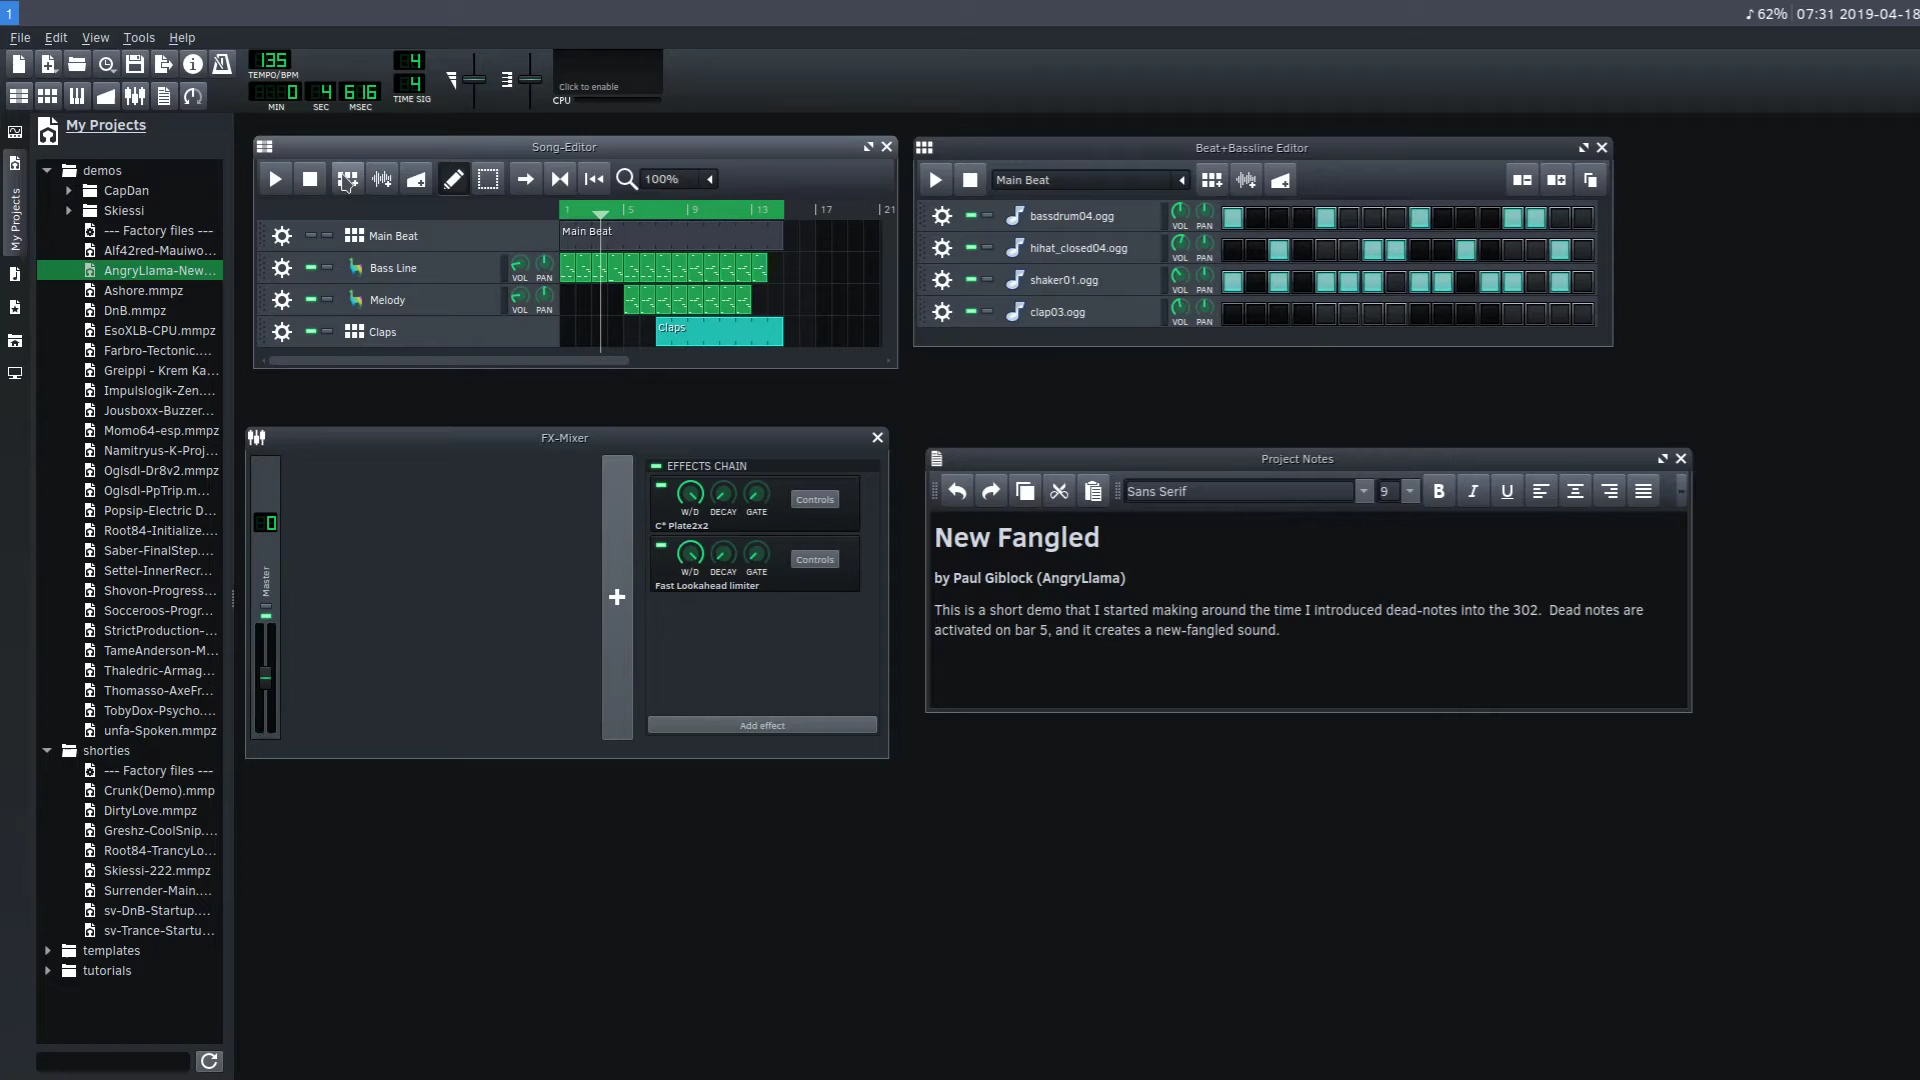 1
62% 07:31 2019-04-18
File Edit View Tools Help
135
TEMPO/BPM
0 4 616
MIN SEC MSEC
4
4
TIME SIG
Click to enable
CPU
My Projects
My Projects
demos
CapDan
Skiessi
--- Factory files ---
Alf42red-Mauiwo...
AngryLlama-New...
Ashore.mmpz
DnB.mmpz
EsoXLB-CPU.mmpz
Farbro-Tectonic....
Greippi - Krem Ka...
Impulslogik-Zen....
Jousboxx-Buzzer...
Momo64-esp.mmpz
Namitryus-K-Proj...
Oglsdl-Dr8v2.mmpz
Oglsdl-PpTrip.m...
Popsip-Electric D...
Root84-Initialize....
Saber-FinalStep....
Settel-InnerRecr...
Shovon-Progress...
Socceroos-Progr...
StrictProduction-...
TameAnderson-M...
Thaledric-Armag...
Thomasso-AxeFr...
TobyDox-Psycho....
unfa-Spoken.mmpz
shorties
--- Factory files ---
Crunk(Demo).mmp
DirtyLove.mmpz
Greshz-CoolSnip....
Root84-TrancyLo...
Skiessi-222.mmpz
Surrender-Main....
sv-DnB-Startup....
sv-Trance-Startu...
templates
tutorials
Song-Editor
100%
1 5 9 13 17 21
Main Beat
Main Beat
Bass Line
VOL PAN
Melody
VOL PAN
Claps
Claps
Beat+Bassline Editor
Main Beat
bassdrum04.ogg
VOL PAN
hihat_closed04.ogg
VOL PAN
shaker01.ogg
VOL PAN
clap03.ogg
VOL PAN
FX-Mixer
0
Master
EFFECTS CHAIN
W/D DECAY GATE
Controls
C* Plate2x2
W/D DECAY GATE
Controls
Fast Lookahead limiter
Add effect
Project Notes
Sans Serif 9 B I U
New Fangled
by Paul Giblock (AngryLlama)
This is a short demo that I started making around the time I introduced dead-notes into the 302. Dead notes are
activated on bar 5, and it creates a new-fangled sound.